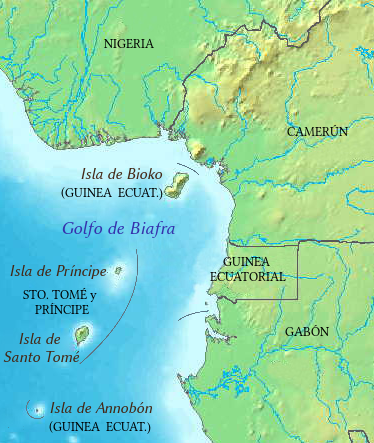 NIGERIA
CAMERÚN
Isla de Bioko
(GUINEA ECUAT.)
Golfo de Biafra
GUINEA
ECUATORIAL
Isla de Príncipe
STO. TOMÉ y
PRÍNCIPE
Isla de
Santo Tomé
GABÓN
Isla de Annobón
(GUINEA ECUAT.)